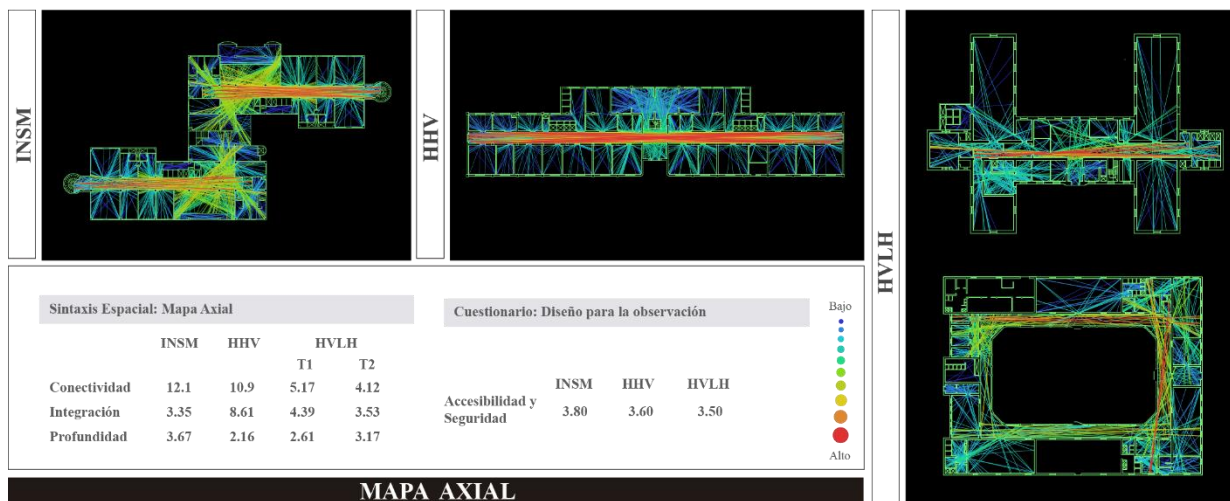 INSM
HHV
HVLH
Sintaxis Espacial: Mapa Axial
INSM HHV HVLH
T1 T2
Conectividad 12.1 10.9 5.17 4.12
Integración 3.35 8.61 4.39 3.53
Profundidad 3.67 2.16 2.61 3.17
Cuestionario: Diseño para la observación
INSM HHV HVLH
Accesibilidad y
Seguridad 3.80 3.60 3.50
Bajo
Alto
MAPA AXIAL